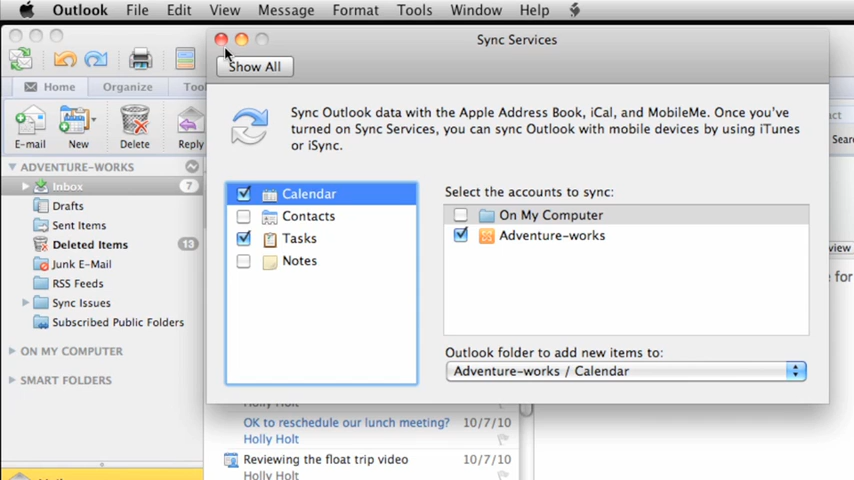 Outlook File Edit View Message Format Tools Window Help
Sync Services
Show All
Home Organize Too
E-mail New Delete Reply
Sync Outlook data with the Apple Address Book, iCal, and MobileMe. Once you've
turned on Sync Services, you can sync Outlook with mobile devices by using iTunes
or iSync.
Sear
ADVENTURE-WORKS
Inbox 7
Drafts
Sent Items
Deleted Items 13
Junk E-Mail
RSS Feeds
Sync Issues
Subscribed Public Folders
ON MY COMPUTER
SMART FOLDERS
Calendar
Contacts
Tasks
Notes
Select the accounts to sync:
On My Computer
Adventure-works
Outlook folder to add new items to:
Adventure-works / Calendar
view
e for
Holly Holt
OK to reschedule our lunch meeting? 10/7/10
Holly Holt
Reviewing the float trip video 10/7/10
Holly Holt